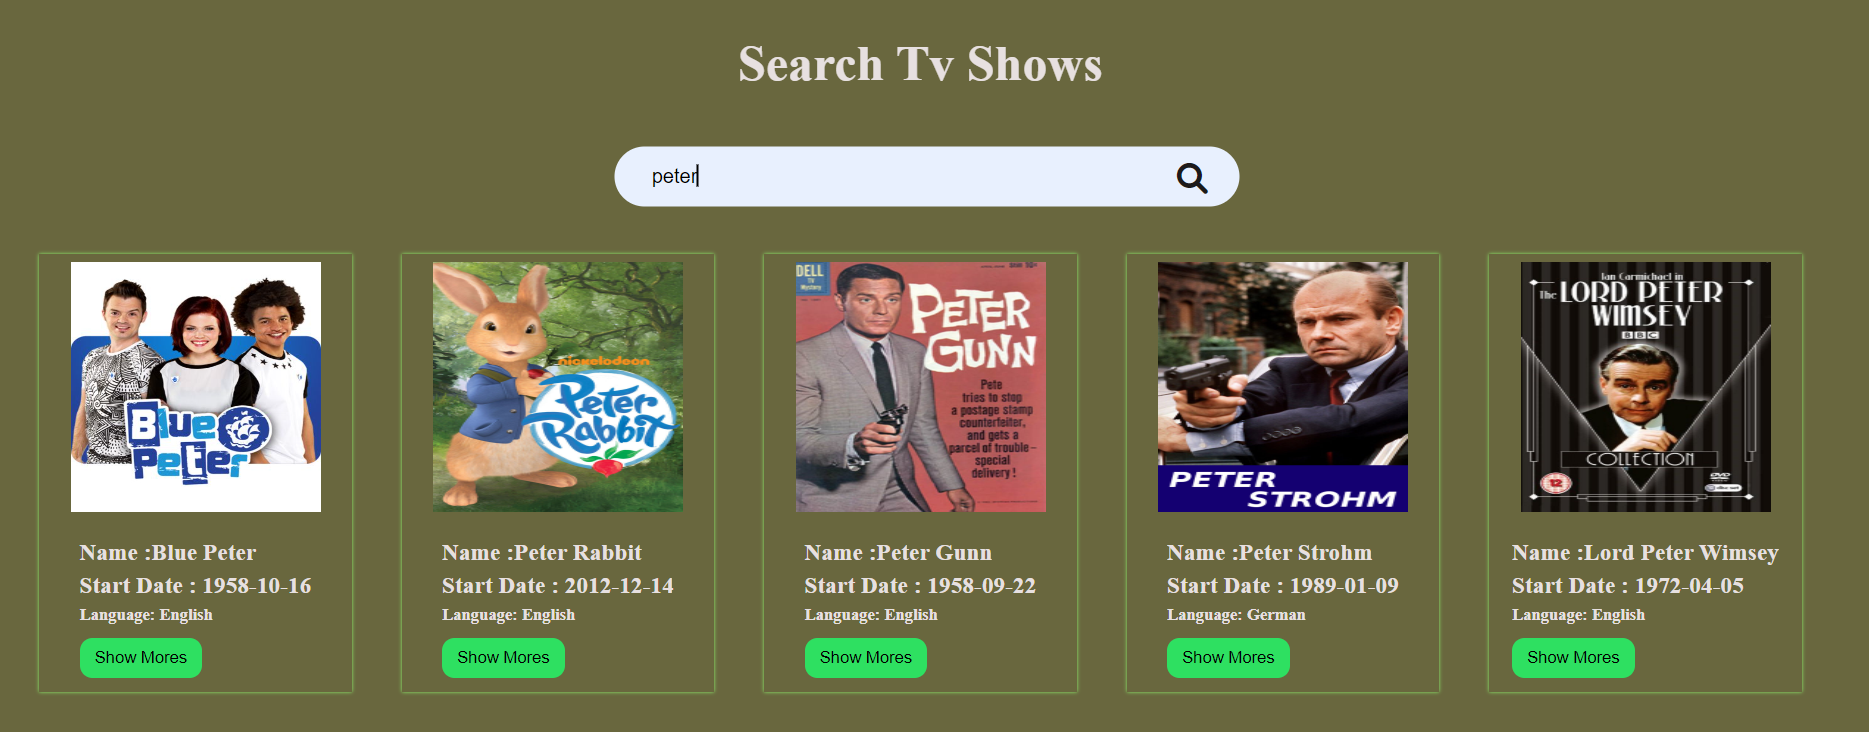 Search Tv Shows
peter
Blue
Peter
Name :Blue Peter
Start Date : 1958-10-16
Language: English
Show Mores
nickelodeon
Peter
Rabbit
Name :Peter Rabbit
Start Date : 2012-12-14
Language: English
Show Mores
DELL
TV
Mystery
PETER
GUNN
Pete
tries to stop
a postage stamp
counterfeiter,
and gets a
parcel of trouble–
special
delivery!
Name :Peter Gunn
Start Date : 1958-09-22
Language: English
Show Mores
PETER
STROHM
Name :Peter Strohm
Start Date : 1989-01-09
Language: German
Show Mores
Ian Carmichael in
The LORD PETER
WIMSEY
BBC
COLLECTION
12
DVD
Name :Lord Peter Wimsey
Start Date : 1972-04-05
Language: English
Show Mores